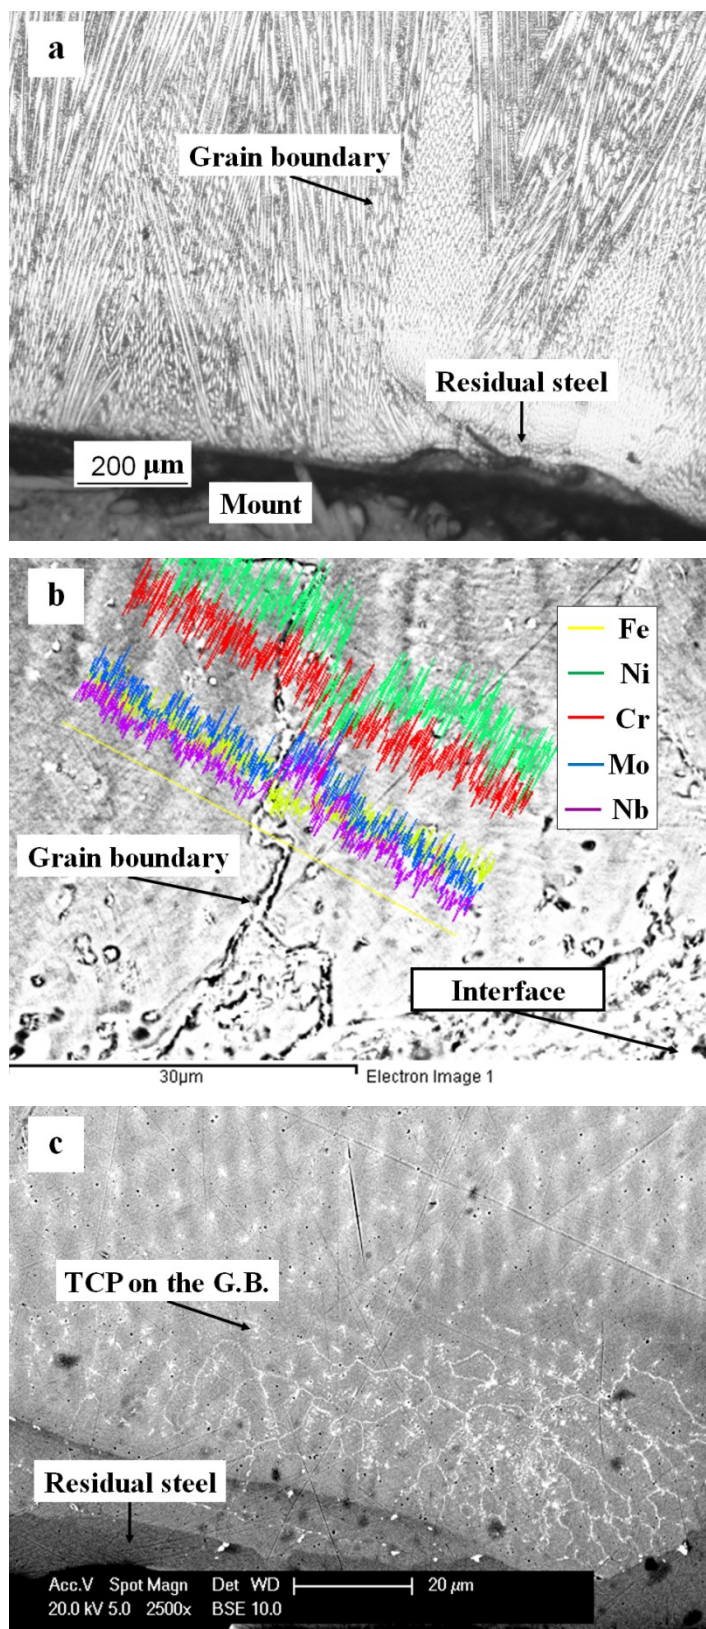 a
Grain boundary
Residual steel
200 μm
Mount
b
Fe
Ni
Cr
Mo
Nb
Grain boundary
Interface
30μm
Electron Image 1
c
TCP on the G.B.
Residual steel
Acc.V Spot Magn Det WD 20 μm
20.0 kV 5.0 2500x BSE 10.0